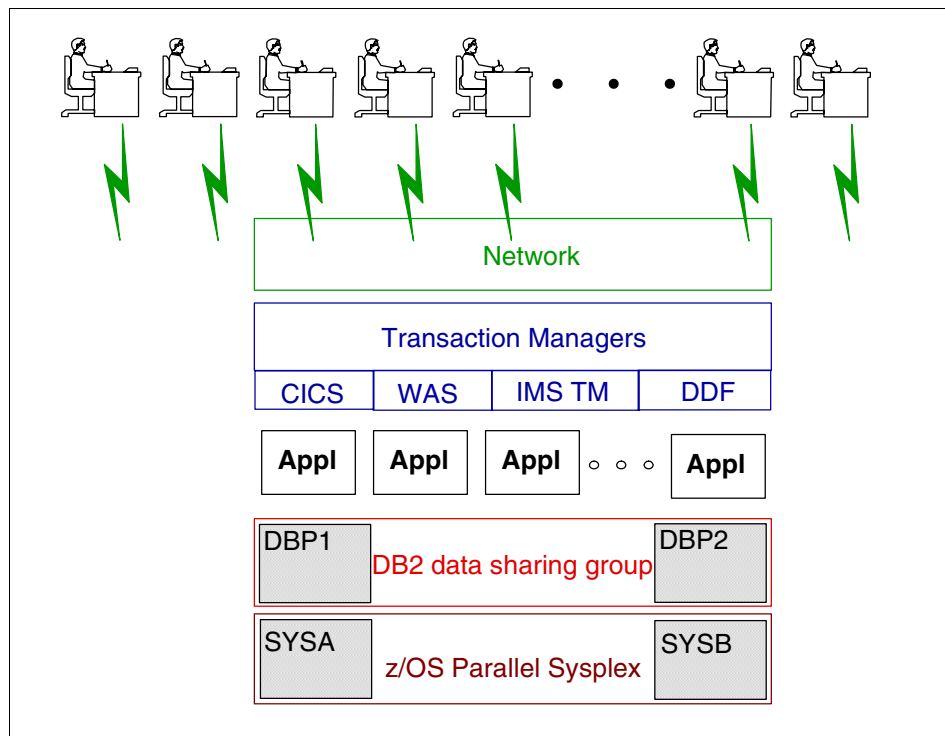 Network
Transaction Managers
CICS WAS IMS TM DDF
Appl Appl Appl Appl
DBP1 DBP2
DB2 data sharing group
SYSA SYSB
z/OS Parallel Sysplex